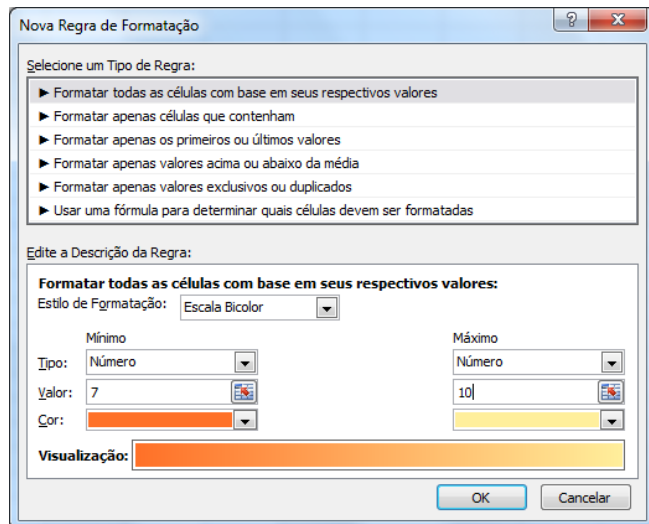 Nova Regra de Formatação
Selecione um Tipo de Regra:
► Formatar todas as células com base em seus respectivos valores
► Formatar apenas células que contenham
► Formatar apenas os primeiros ou últimos valores
► Formatar apenas valores acima ou abaixo da média
► Formatar apenas valores exclusivos ou duplicados
► Usar uma fórmula para determinar quais células devem ser formatadas
Edite a Descrição da Regra:
Formatar todas as células com base em seus respectivos valores:
Estilo de Formatação: Escala Bicolor
Mínimo Máximo
Tipo: Número Número
Valor: 7 10
Cor:
Visualização:
OK Cancelar